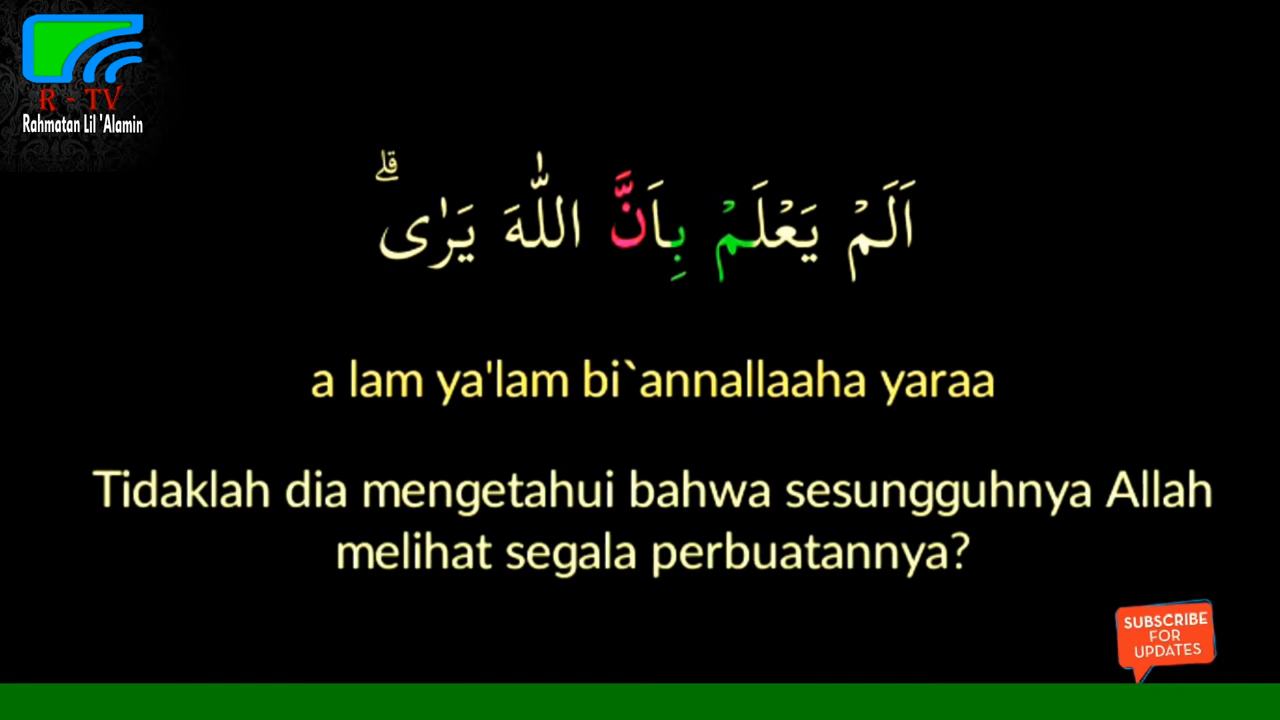 R - TV
Rahmatan Lil 'Alamin
اَلَمْ يَعْلَمْ بِاَنَّ اللّٰهَ يَرٰىۗ
a lam ya'lam bi`annallaaha yaraa
Tidaklah dia mengetahui bahwa sesungguhnya Allah
melihat segala perbuatannya?
SUBSCRIBE
FOR
UPDATES